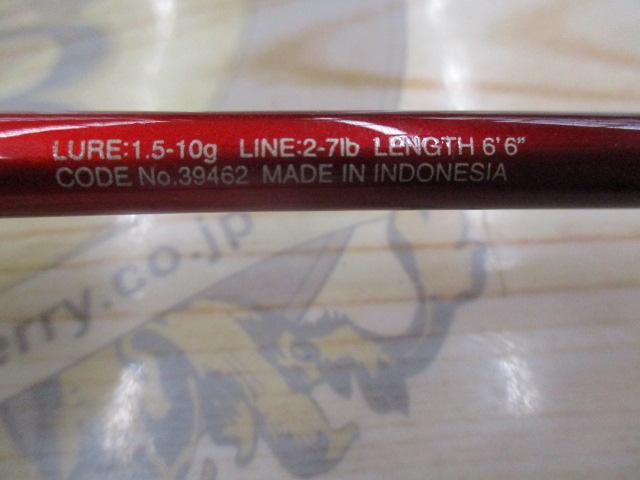 LURE:1.5-10g LINE:2-7lb LENGTH 6'6"
CODE No.39462 MADE IN INDONESIA
erry.co.jp